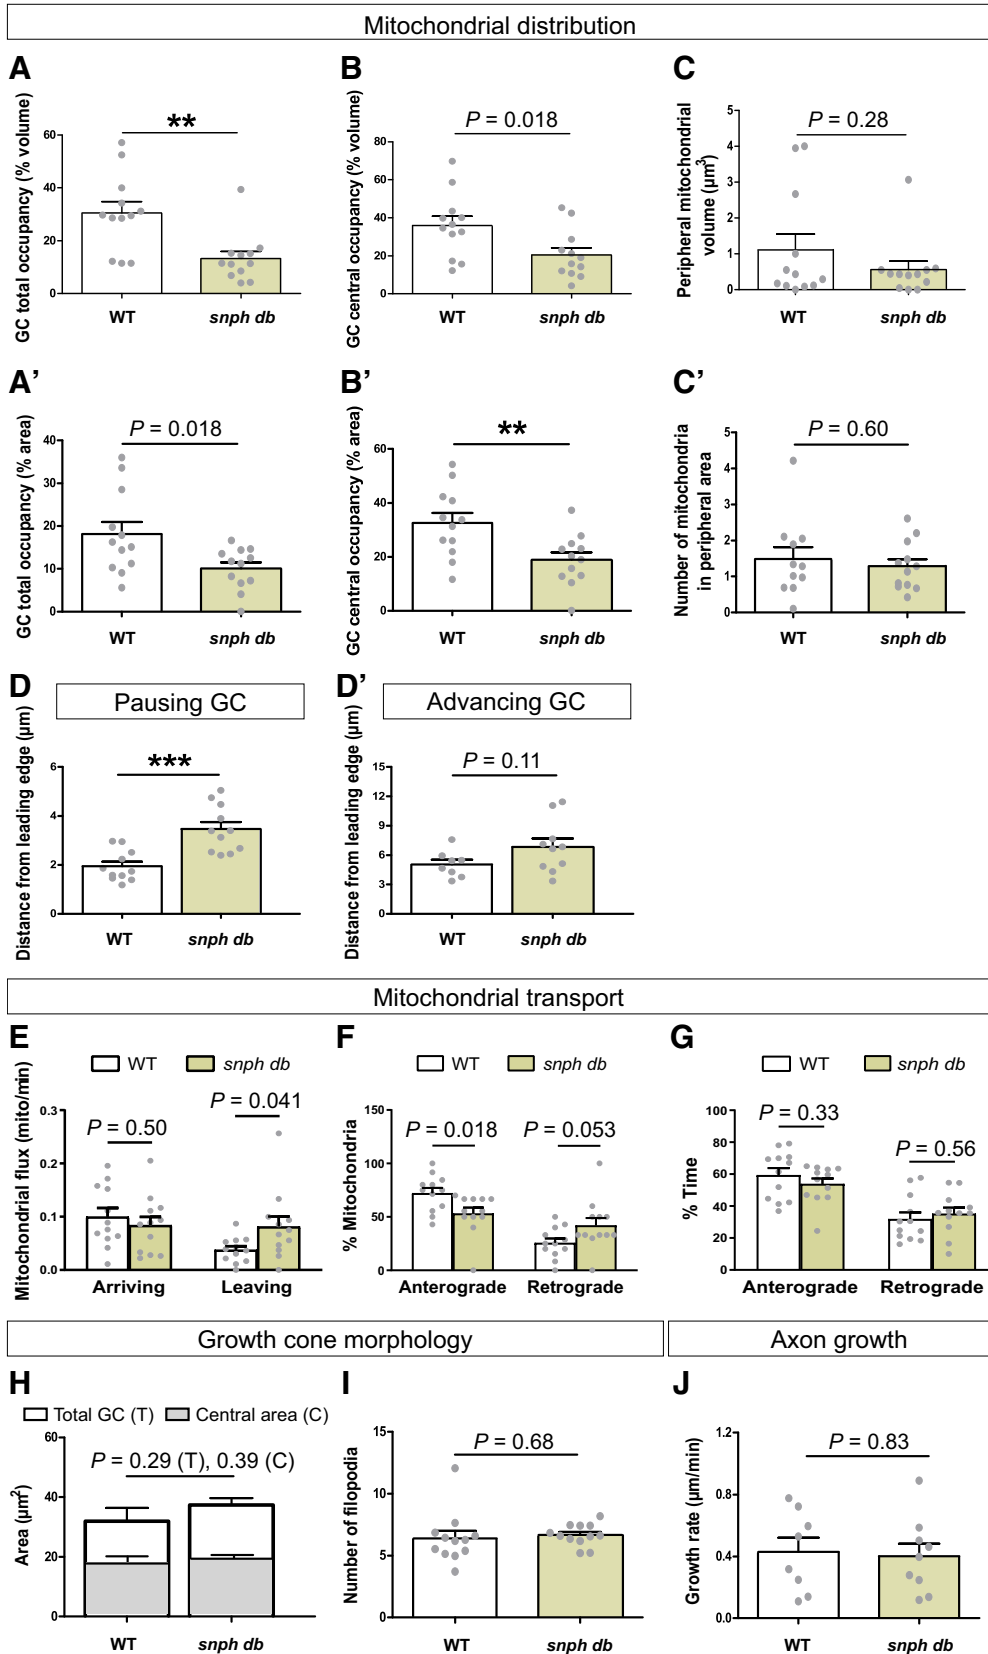 Mitochondrial distribution
A
GC total occupancy (% volume)
**
60
40
20
0
WT
snph db
B
GC central occupancy (% volume)
P = 0.018
80
60
40
20
0
WT
snph db
C
Peripheral mitochondrial
volume (µm³)
P = 0.28
5
4
3
2
1
0
WT
snph db
A'
GC total occupancy (% area)
P = 0.018
40
30
20
10
0
WT
snph db
B'
GC central occupancy (% area)
**
60
40
20
0
WT
snph db
C'
Number of mitochondria
in peripheral area
P = 0.60
5
4
3
2
1
0
WT
snph db
D
Pausing GC
Distance from leading edge (µm)
***
6
4
2
0
WT
snph db
D'
Advancing GC
Distance from leading edge (µm)
P = 0.11
15
12
9
6
3
0
WT
snph db
Mitochondrial transport
E
WT
snph db
Mitochondrial flux (mito/min)
P = 0.50
P = 0.041
0.3
0.2
0.1
0.0
Arriving
Leaving
F
WT
snph db
% Mitochondria
P = 0.018
P = 0.053
150
100
50
0
Anterograde
Retrograde
G
WT
snph db
% Time
P = 0.33
P = 0.56
100
80
60
40
20
0
Anterograde
Retrograde
Growth cone morphology
Axon growth
H
Total GC (T)
Central area (C)
Area (µm²)
P = 0.29 (T), 0.39 (C)
60
40
20
0
WT
snph db
I
Number of filopodia
P = 0.68
15
10
5
0
WT
snph db
J
Growth rate (µm/min)
P = 0.83
1.2
0.8
0.4
0.0
WT
snph db